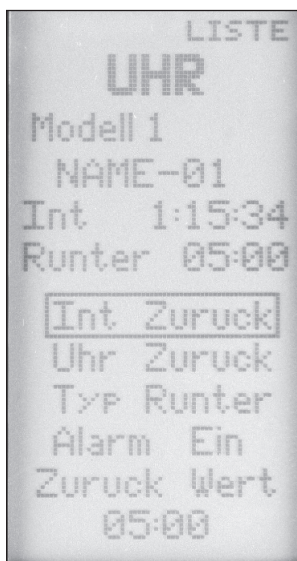 LISTE
UHR
Modell 1
NAME-01
Int 1:15:34
Runter 05:00
Int Zuruck
Uhr Zuruck
Typ Runter
Alarm Ein
Zuruck Wert
05:00